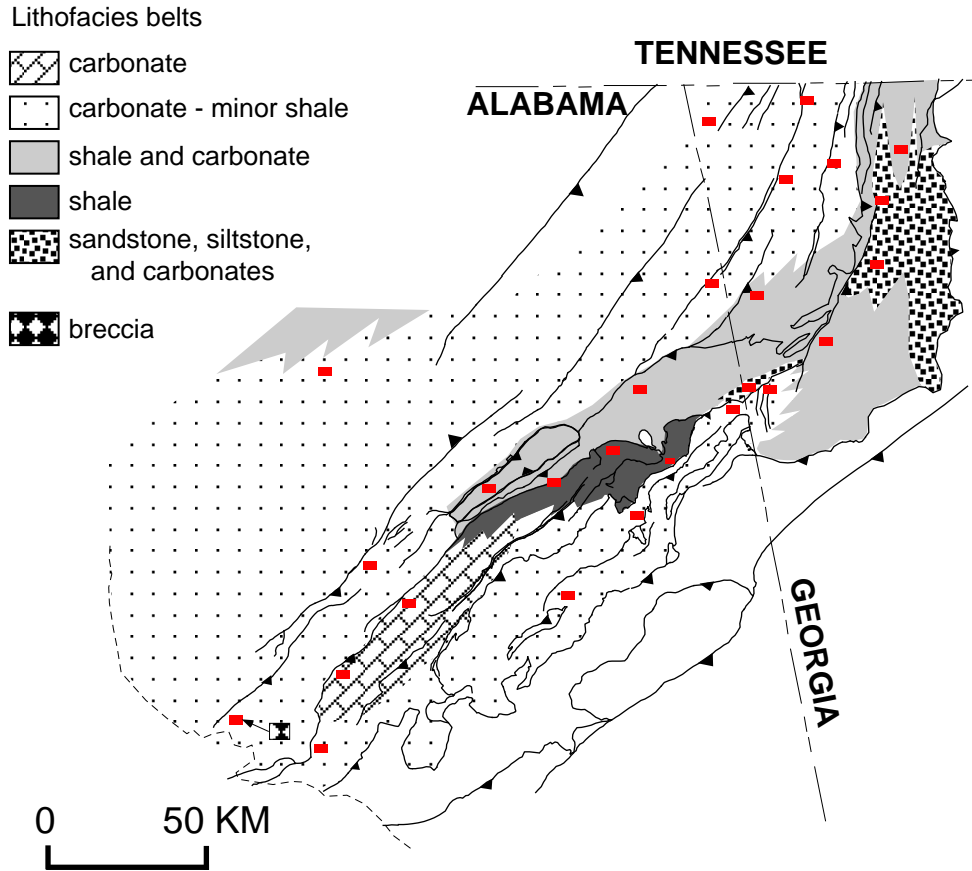 Lithofacies belts
carbonate
carbonate - minor shale
shale and carbonate
shale
sandstone, siltstone,
and carbonates
breccia
TENNESSEE
ALABAMA
GEORGIA
0 50 KM